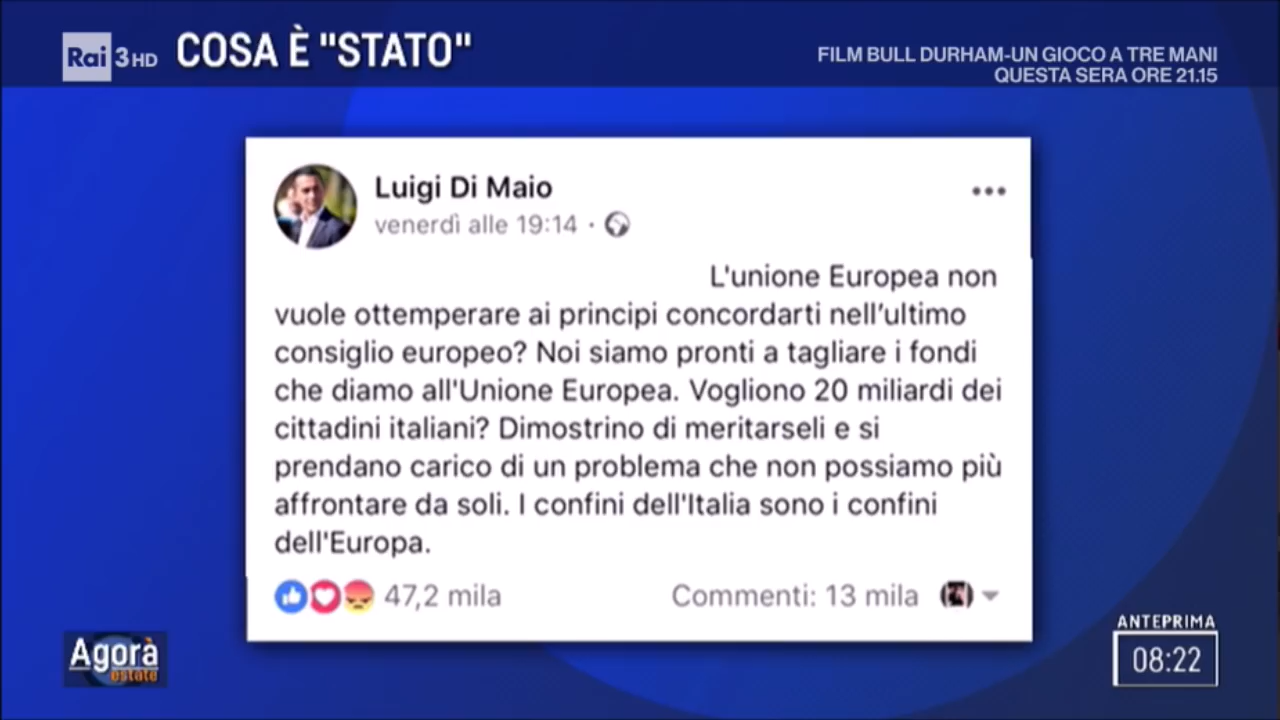 Rai 3HD COSA È "STATO"
FILM BULL DURHAM-UN GIOCO A TRE MANI
QUESTA SERA ORE 21.15
Luigi Di Maio
venerdì alle 19:14 ·
L'unione Europea non
vuole ottemperare ai principi concordarti nell’ultimo
consiglio europeo? Noi siamo pronti a tagliare i fondi
che diamo all'Unione Europea. Vogliono 20 miliardi dei
cittadini italiani? Dimostrino di meritarseli e si
prendano carico di un problema che non possiamo più
affrontare da soli. I confini dell'Italia sono i confini
dell'Europa.
47,2 mila Commenti: 13 mila
Agorà
estate
ANTEPRIMA
08:22